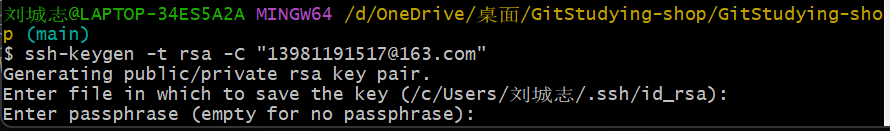 刘城志@LAPTOP-34ES5A2A MINGW64 /d/OneDrive/桌面/GitStudying-shop/GitStudying-sho
p (main)
$ ssh-keygen -t rsa -C "13981191517@163.com"
Generating public/private rsa key pair.
Enter file in which to save the key (/c/Users/刘城志/.ssh/id_rsa):
Enter passphrase (empty for no passphrase):